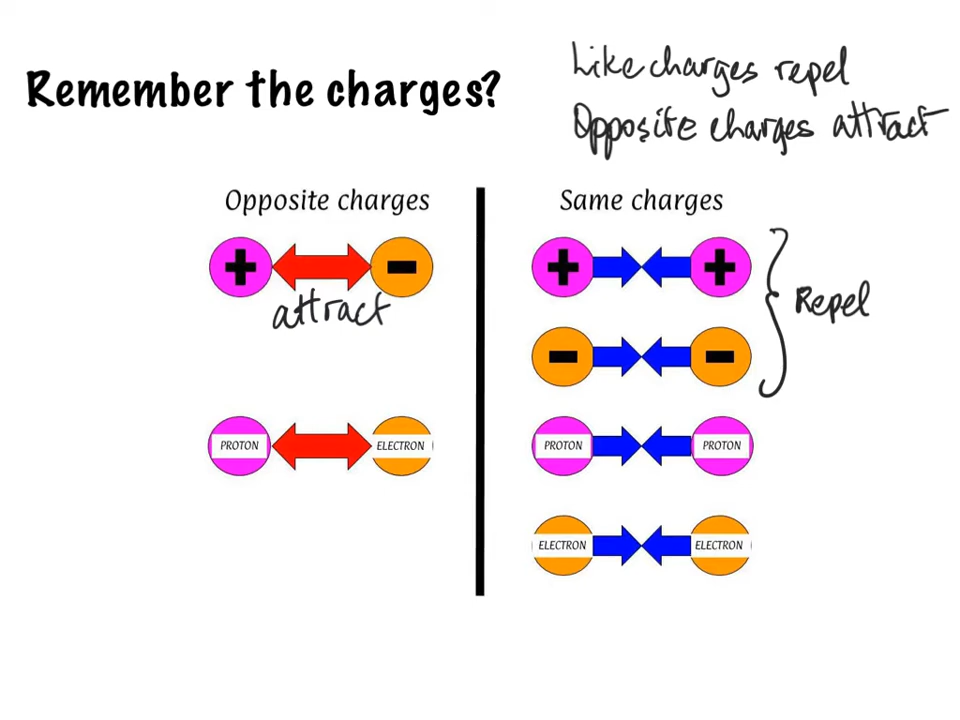 Remember the charges?
Like charges repel
Opposite charges attract
Opposite charges
+ -
attract
PROTON ELECTRON
Same charges
+ +
- -
Repel
PROTON PROTON
ELECTRON ELECTRON